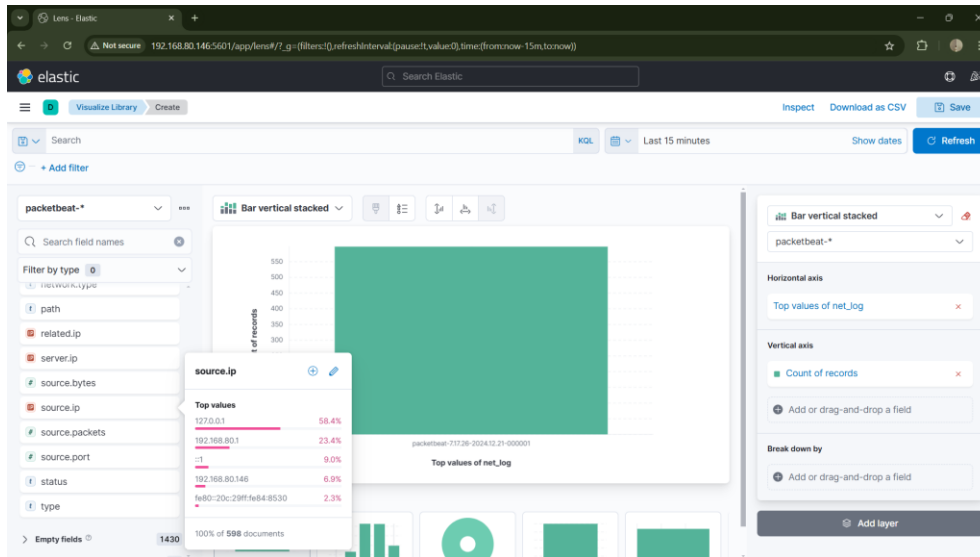 Lens - Elastic
Not secure 192.168.80.146:5601/app/lens#/?_g=(filters:!(),refreshInterval:(pause:!t,value:0),time:(from:now-15m,to:now))
elastic
Search Elastic
D Visualize Library Create
Inspect Download as CSV Save
Search KQL Last 15 minutes Show dates Refresh
+ Add filter
packetbeat-*
Search field names
Filter by type 0
network.type
t path
related.ip
server.ip
# source.bytes
source.ip
# source.packets
# source.port
t status
t type
Empty fields 1430
source.ip
Top values
127.0.0.1 58.4%
192.168.80.1 23.4%
::1 9.0%
192.168.80.146 6.9%
fe80::20c:29ff:fe84:8530 2.3%
100% of 598 documents
Bar vertical stacked
550
500
450
400
350
300
t of records
packetbeat-7.17.26-2024.12.21-000001
Top values of net_log
Bar vertical stacked
packetbeat-*
Horizontal axis
Top values of net_log
Vertical axis
Count of records
Add or drag-and-drop a field
Break down by
Add or drag-and-drop a field
Add layer